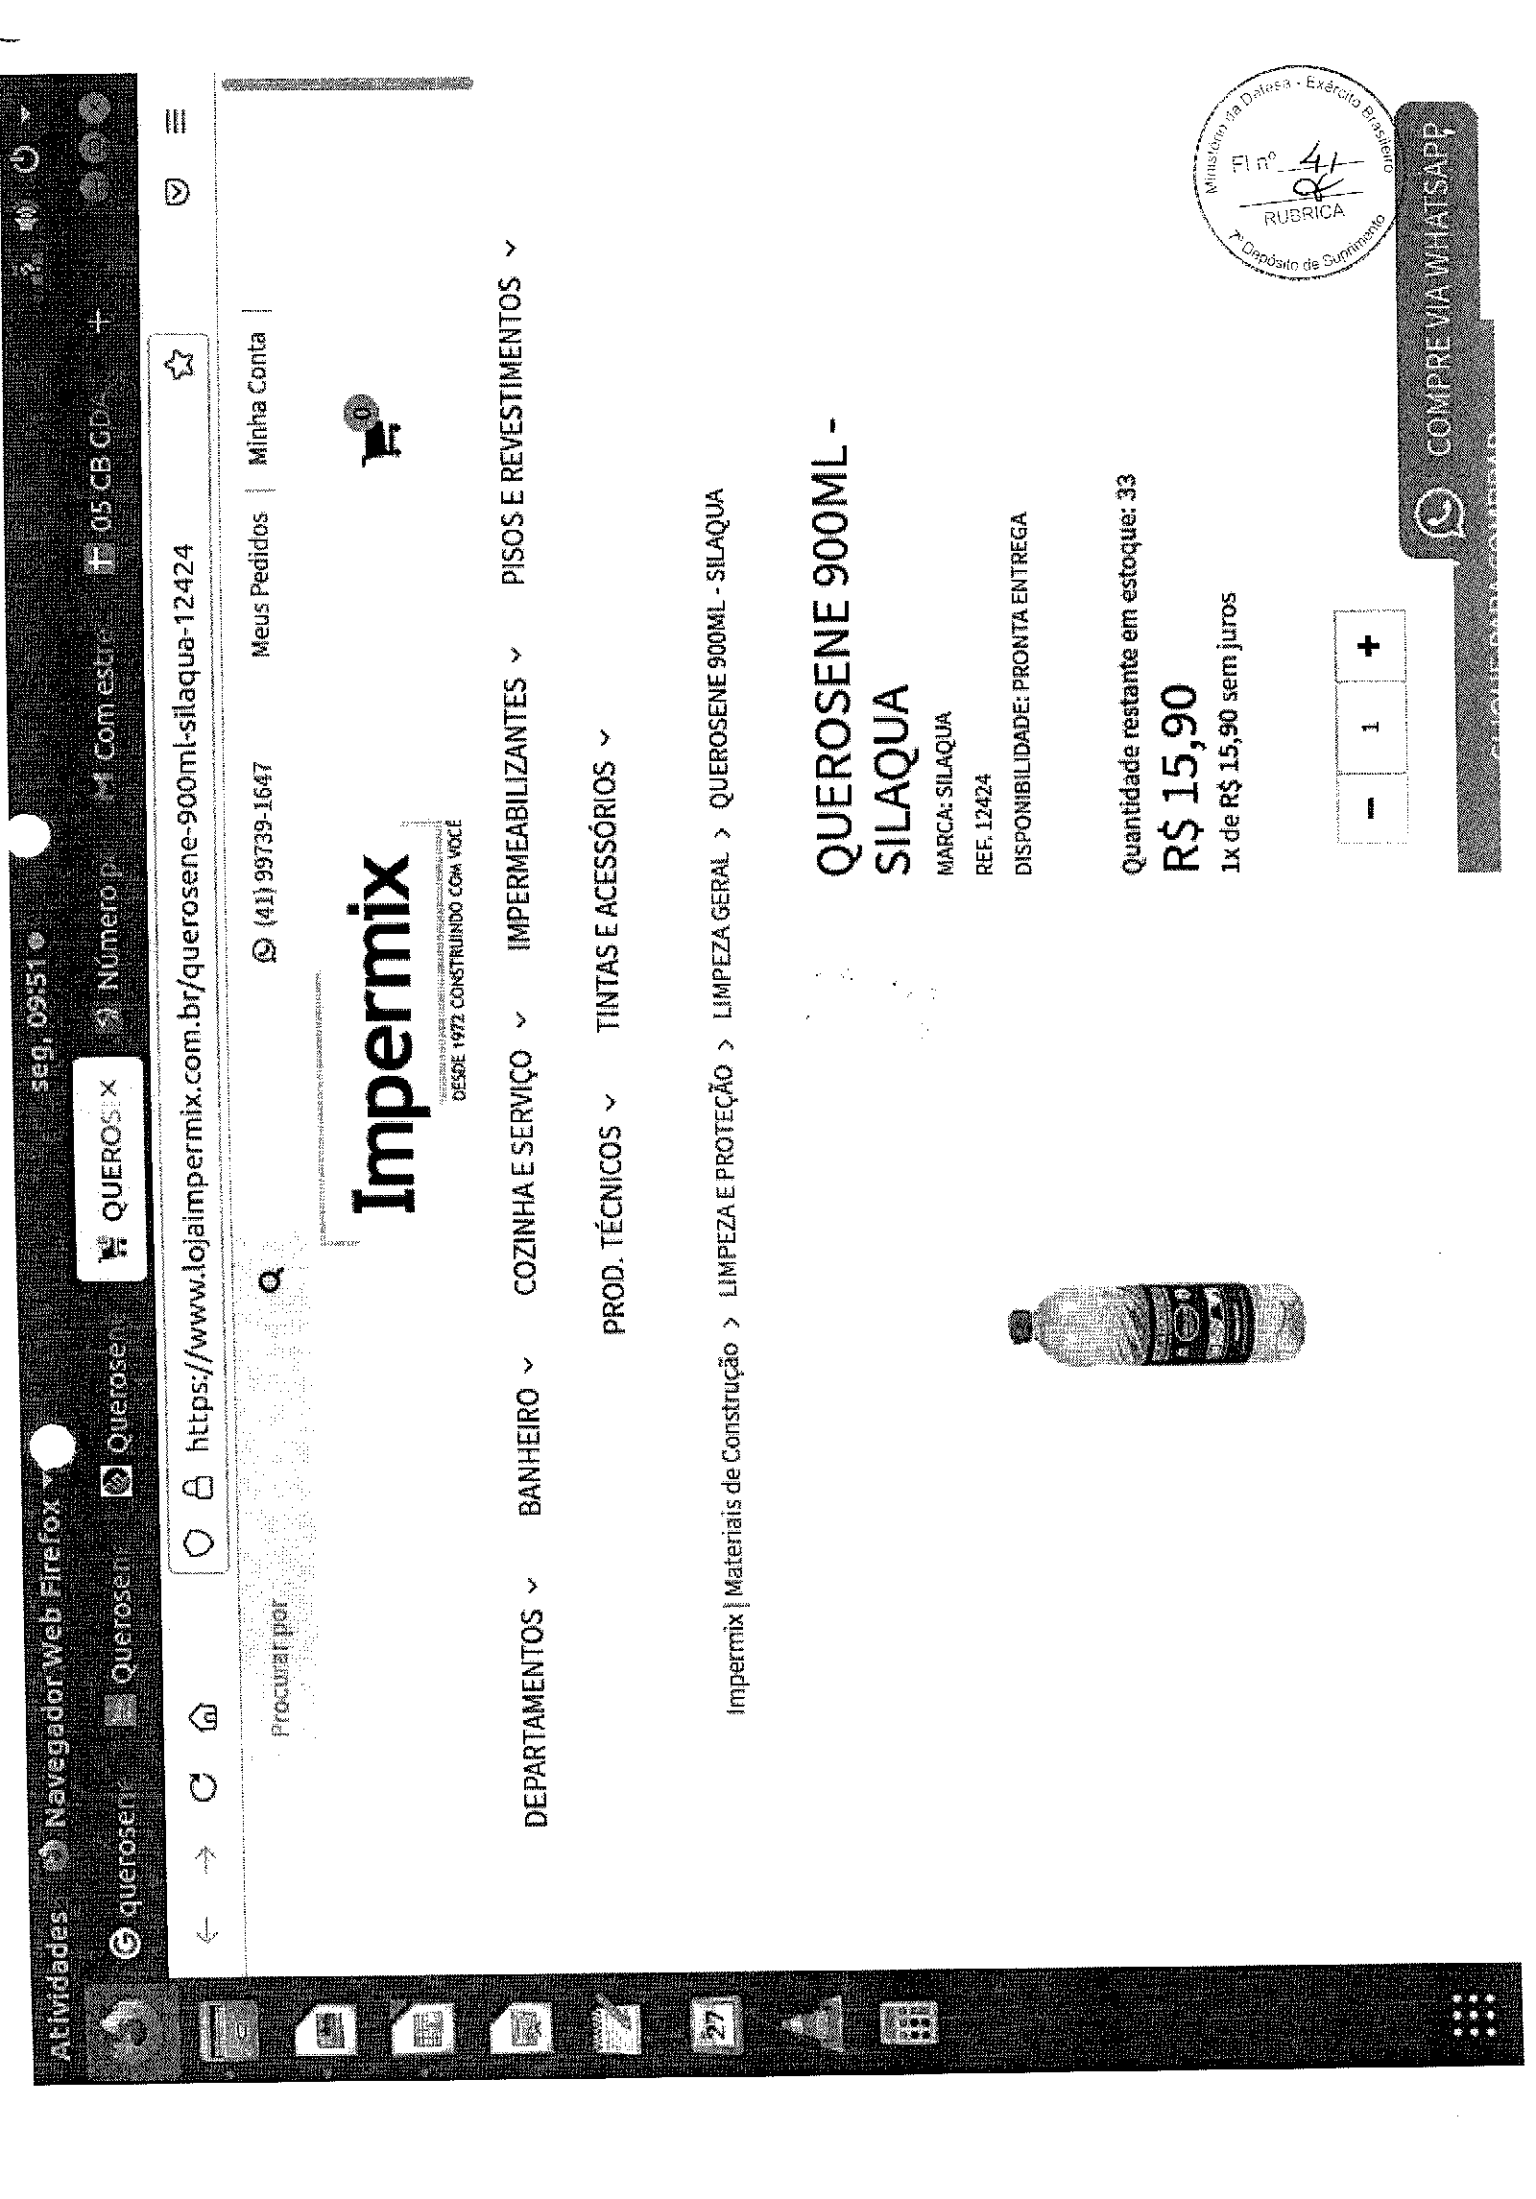 Atividades Navegador Web Firefox seg, 09:51
querosen Querosen Querosen QUEROS X Número p Comestr 05 CB GDA +
https://www.lojaimpermix.com.br/querosene-900ml-silaqua-12424
Procurar por (41) 99739-1647 Meus Pedidos | Minha Conta |
0
Impermix
DESDE 1972 CONSTRUINDO COM VOCÊ
DEPARTAMENTOS BANHEIRO COZINHA E SERVIÇO IMPERMEABILIZANTES PISOS E REVESTIMENTOS
PROD. TÉCNICOS TINTAS E ACESSÓRIOS
Impermix | Materiais de Construção > LIMPEZA E PROTEÇÃO > LIMPEZA GERAL > QUEROSENE 900ML - SILAQUA
QUEROSENE 900ML -
SILAQUA
MARCA: SILAQUA
REF. 12424
DISPONIBILIDADE: PRONTA ENTREGA
Quantidade restante em estoque: 33
R$ 15,90
1x de R$ 15,90 sem juros
- 1 +
COMPRE VIA WHATSAPP
Ministério da Defesa - Exército Brasileiro
Fl nº 41
RUBRICA
7º Depósito de Suprimento
27